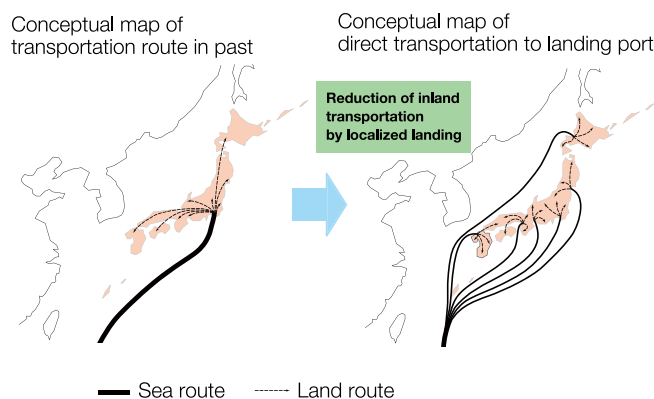 Conceptual map of
transportation route in past
Conceptual map of
direct transportation to landing port
Reduction of inland
transportation
by localized landing
Sea route
Land route